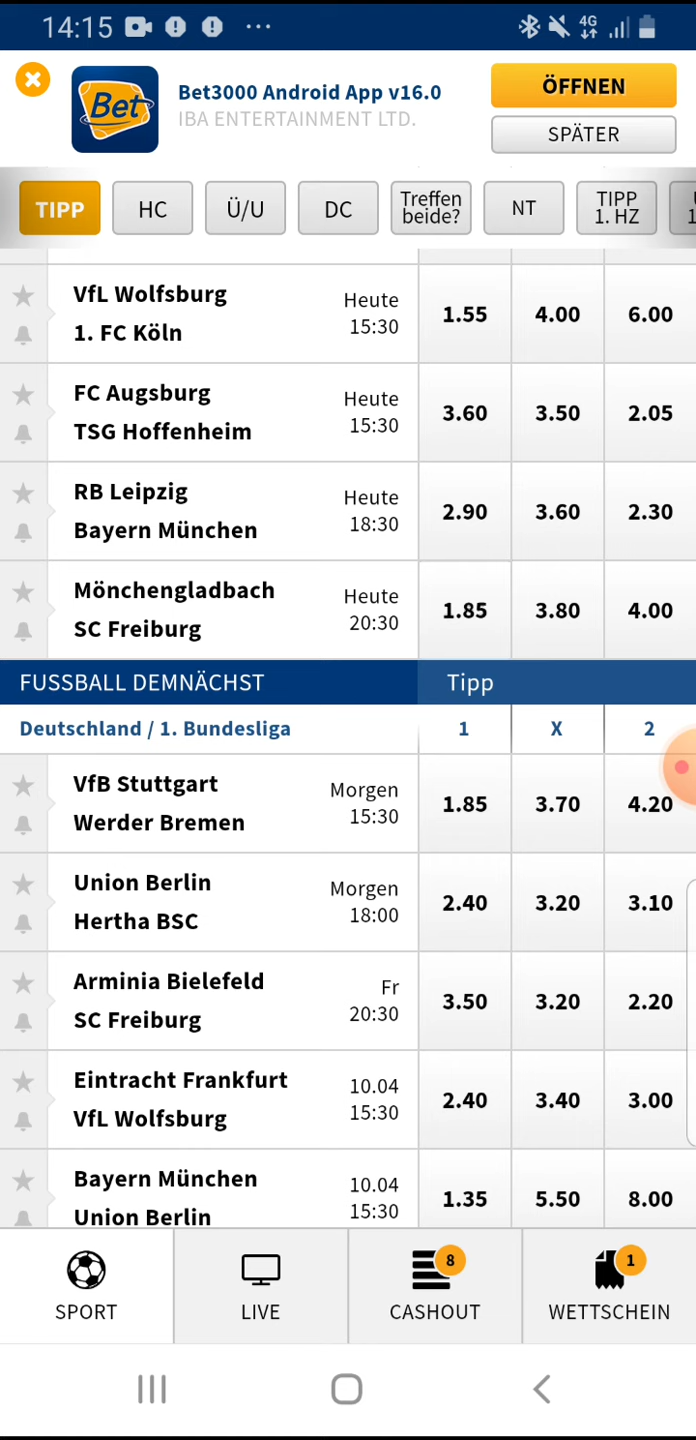 14:15 4G
Bet
Bet3000 Android App v16.0
IBA ENTERTAINMENT LTD.
ÖFFNEN
SPÄTER
TIPP HC Ü/U DC Treffen beide? NT TIPP 1. HZ
VfL Wolfsburg
1. FC Köln
Heute
15:30
1.55 4.00 6.00
FC Augsburg
TSG Hoffenheim
Heute
15:30
3.60 3.50 2.05
RB Leipzig
Bayern München
Heute
18:30
2.90 3.60 2.30
Mönchengladbach
SC Freiburg
Heute
20:30
1.85 3.80 4.00
FUSSBALL DEMNÄCHST Tipp
Deutschland / 1. Bundesliga 1 X 2
VfB Stuttgart
Werder Bremen
Morgen
15:30
1.85 3.70 4.20
Union Berlin
Hertha BSC
Morgen
18:00
2.40 3.20 3.10
Arminia Bielefeld
SC Freiburg
Fr
20:30
3.50 3.20 2.20
Eintracht Frankfurt
VfL Wolfsburg
10.04
15:30
2.40 3.40 3.00
Bayern München
Union Berlin
10.04
15:30
1.35 5.50 8.00
8 1
SPORT LIVE CASHOUT WETTSCHEIN